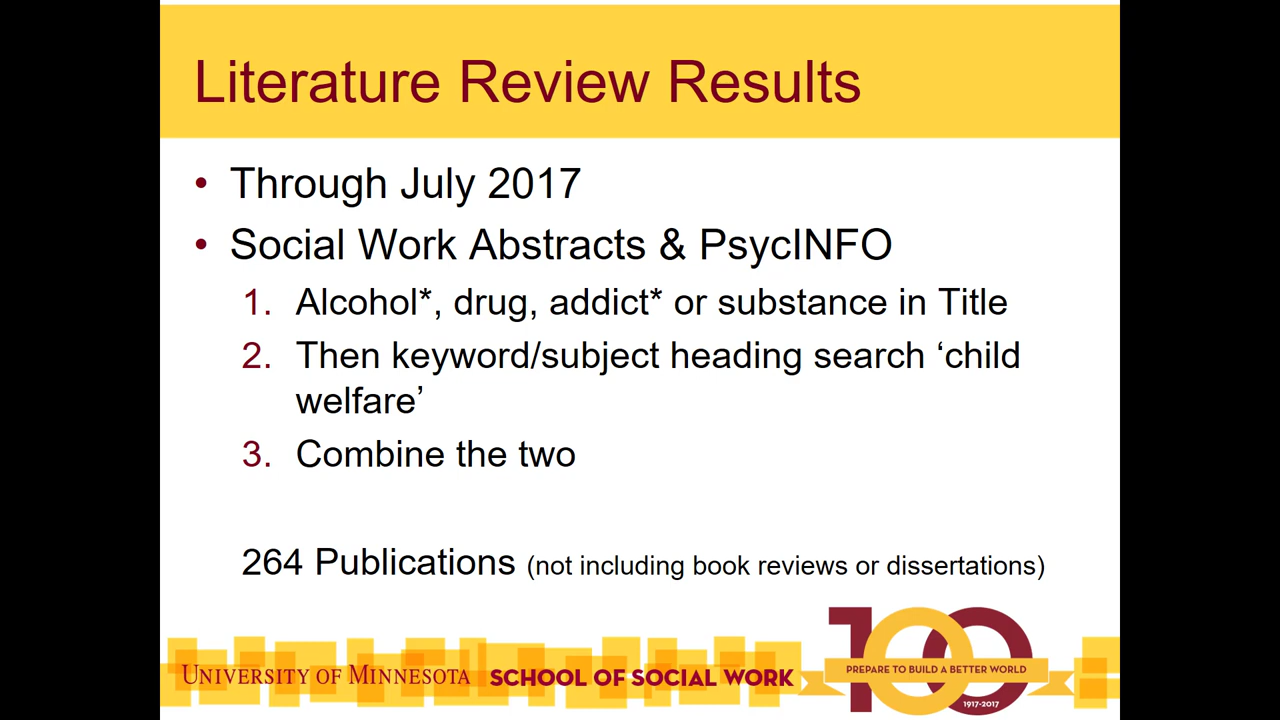 Literature Review Results
• Through July 2017
• Social Work Abstracts & PsycINFO
1. Alcohol*, drug, addict* or substance in Title
2. Then keyword/subject heading search ‘child
welfare’
3. Combine the two
264 Publications (not including book reviews or dissertations)
100
PREPARE TO BUILD A BETTER WORLD
UNIVERSITY OF MINNESOTA SCHOOL OF SOCIAL WORK
1917-2017